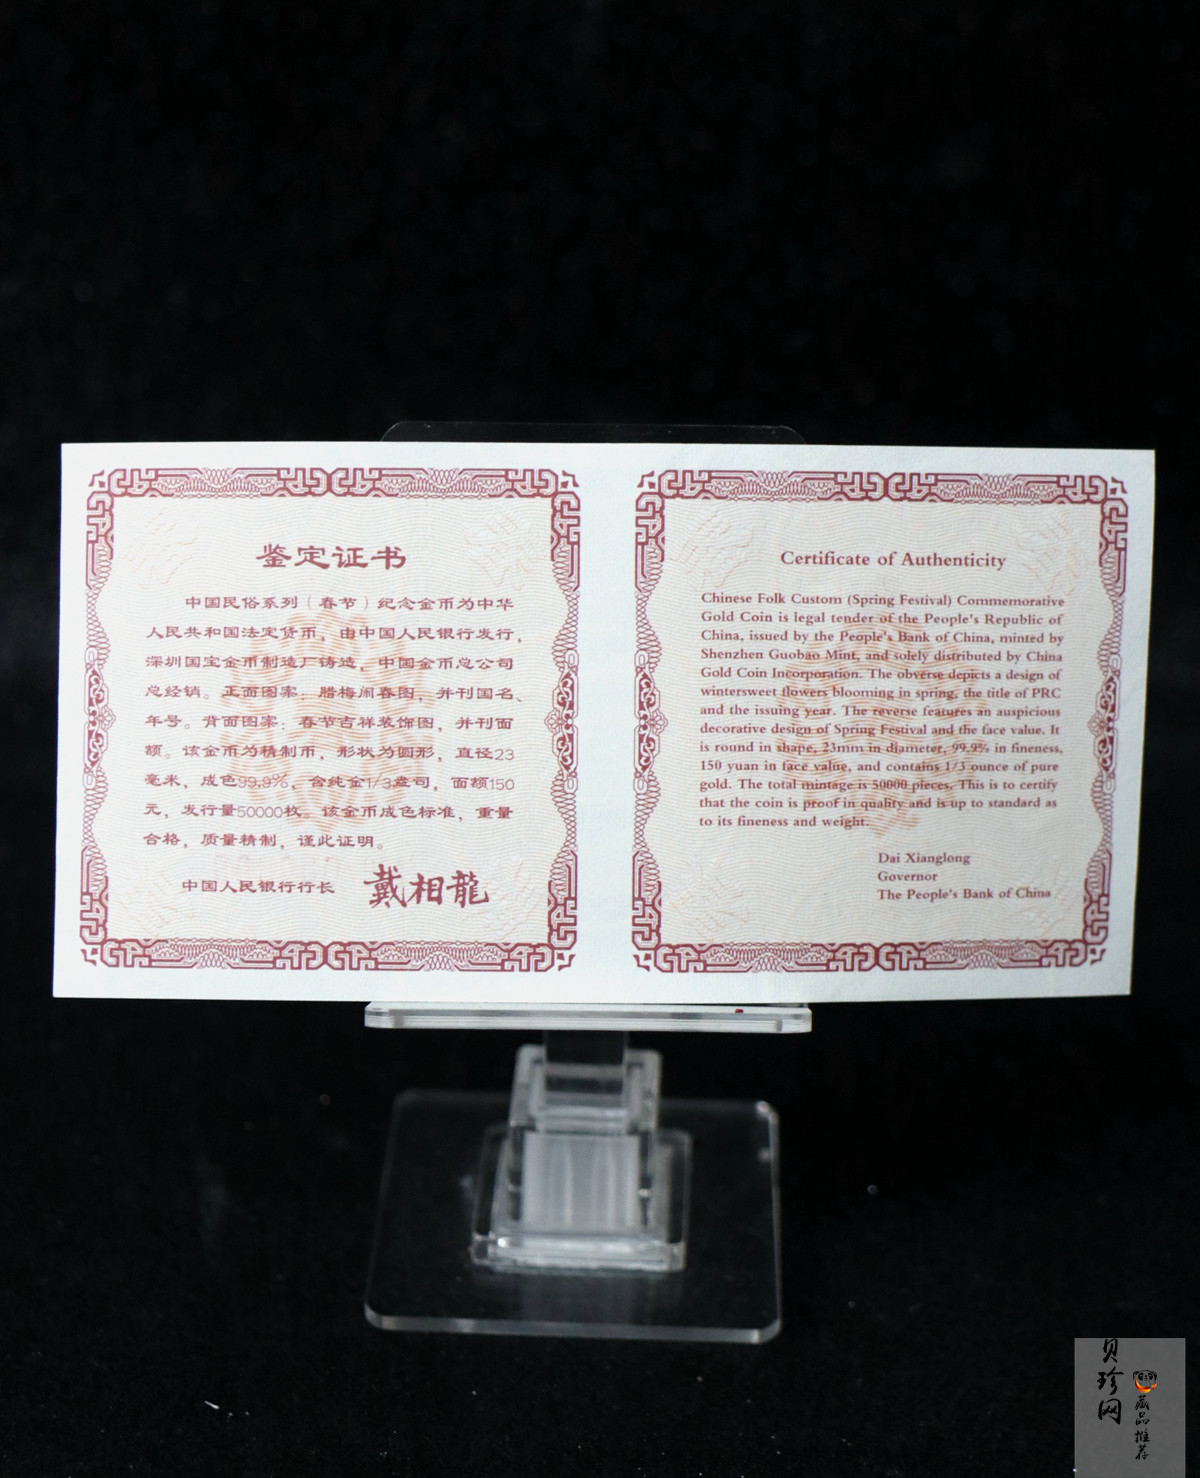 鉴定证书
中国民俗系列（春节）纪念金币为中华
人民共和国法定货币，由中国人民银行发行，
深圳国宝金币制造厂铸造，中国金币总公司
总经销。正面图案：腊梅闹春图，并刊国名、
年号。背面图案：春节吉祥装饰图，并刊面
额。该金币为精制币，形状为圆形，直径23
毫米，成色99.9%，含纯金1/3盎司，面额150
元，发行量50000枚。该金币成色标准，重量
合格，质量精制，谨此证明。
中国人民银行行长 戴相龍
Certificate of Authenticity
Chinese Folk Custom (Spring Festival) Commemorative
Gold Coin is legal tender of the People's Republic of
China, issued by the People's Bank of China, minted by
Shenzhen Guobao Mint, and solely distributed by China
Gold Coin Incorporation. The obverse depicts a design of
wintersweet flowers blooming in spring, the title of PRC
and the issuing year. The reverse features an auspicious
decorative design of Spring Festival and the face value. It
is round in shape, 23mm in diameter, 99.9% in fineness,
150 yuan in face value, and contains 1/3 ounce of pure
gold. The total mintage is 50000 pieces. This is to certify
that the coin is proof in quality and is up to standard as
to its fineness and weight.
Dai Xianglong
Governor
The People's Bank of China
贝珍网
藏品推荐